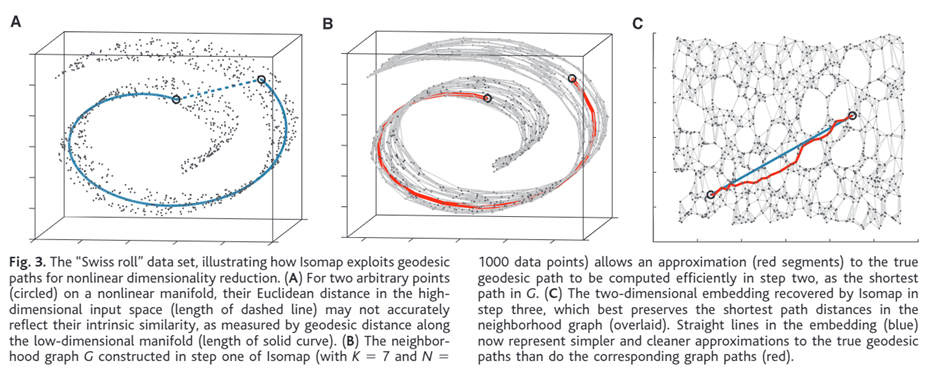 A
B
C
Fig. 3. The “Swiss roll” data set, illustrating how Isomap exploits geodesic
paths for nonlinear dimensionality reduction. (A) For two arbitrary points
(circled) on a nonlinear manifold, their Euclidean distance in the high-
dimensional input space (length of dashed line) may not accurately
reflect their intrinsic similarity, as measured by geodesic distance along
the low-dimensional manifold (length of solid curve). (B) The neighbor-
hood graph G constructed in step one of Isomap (with K = 7 and N =
1000 data points) allows an approximation (red segments) to the true
geodesic path to be computed efficiently in step two, as the shortest
path in G. (C) The two-dimensional embedding recovered by Isomap in
step three, which best preserves the shortest path distances in the
neighborhood graph (overlaid). Straight lines in the embedding (blue)
now represent simpler and cleaner approximations to the true geodesic
paths than do the corresponding graph paths (red).